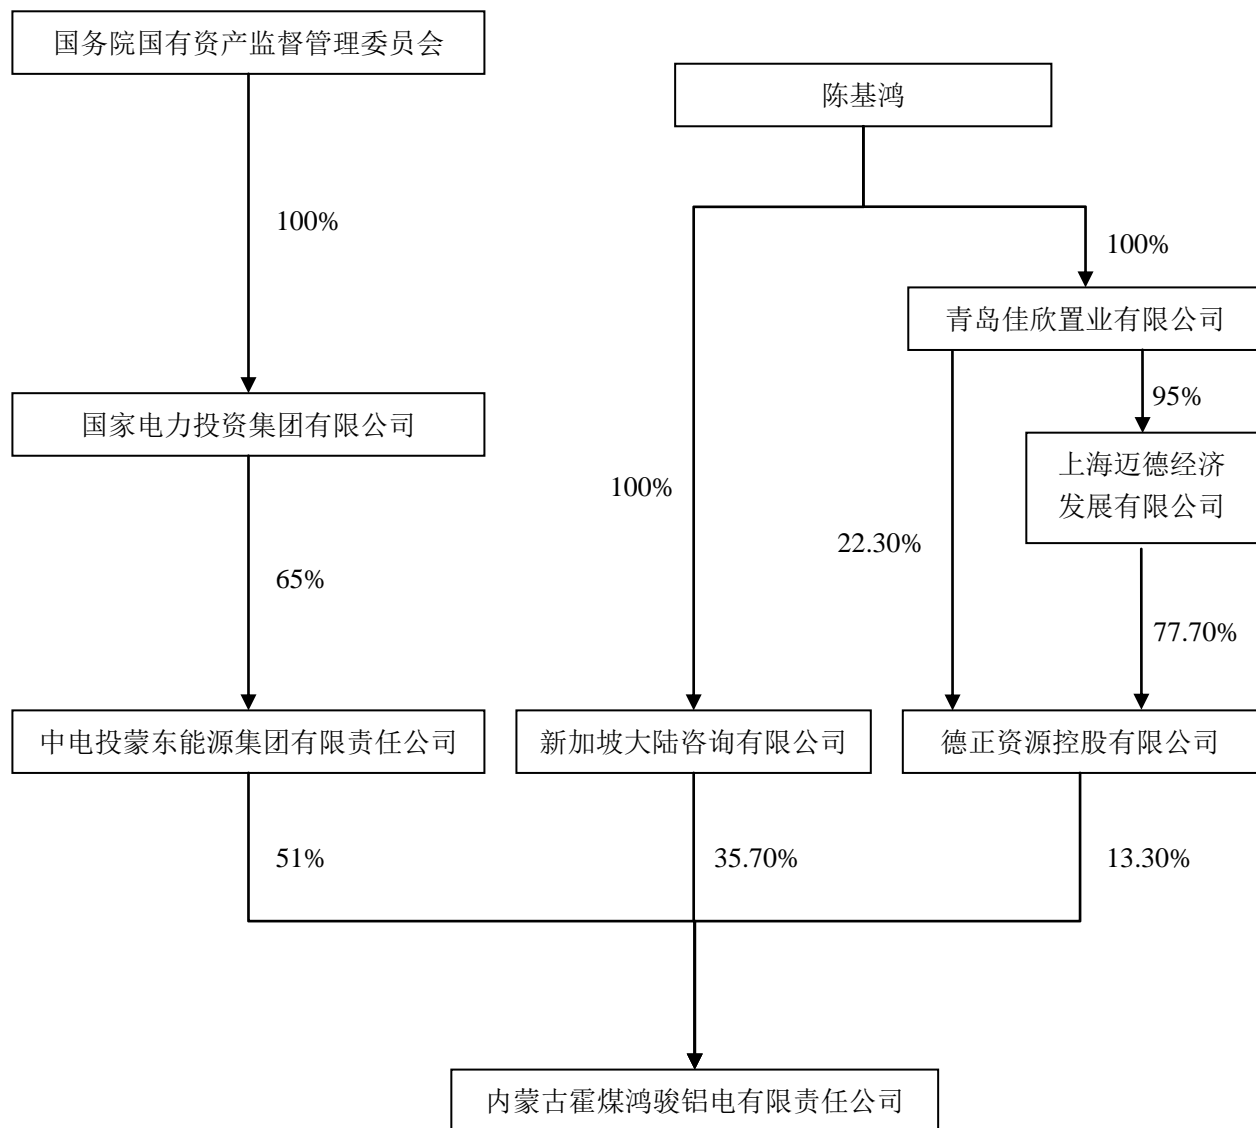 国务院国有资产监督管理委员会
陈基鸿
100%
100%
青岛佳欣置业有限公司
95%
国家电力投资集团有限公司
上海迈德经济
发展有限公司
100%
22.30%
65%
77.70%
中电投蒙东能源集团有限责任公司
新加坡大陆咨询有限公司
德正资源控股有限公司
51%
35.70%
13.30%
内蒙古霍煤鸿骏铝电有限责任公司